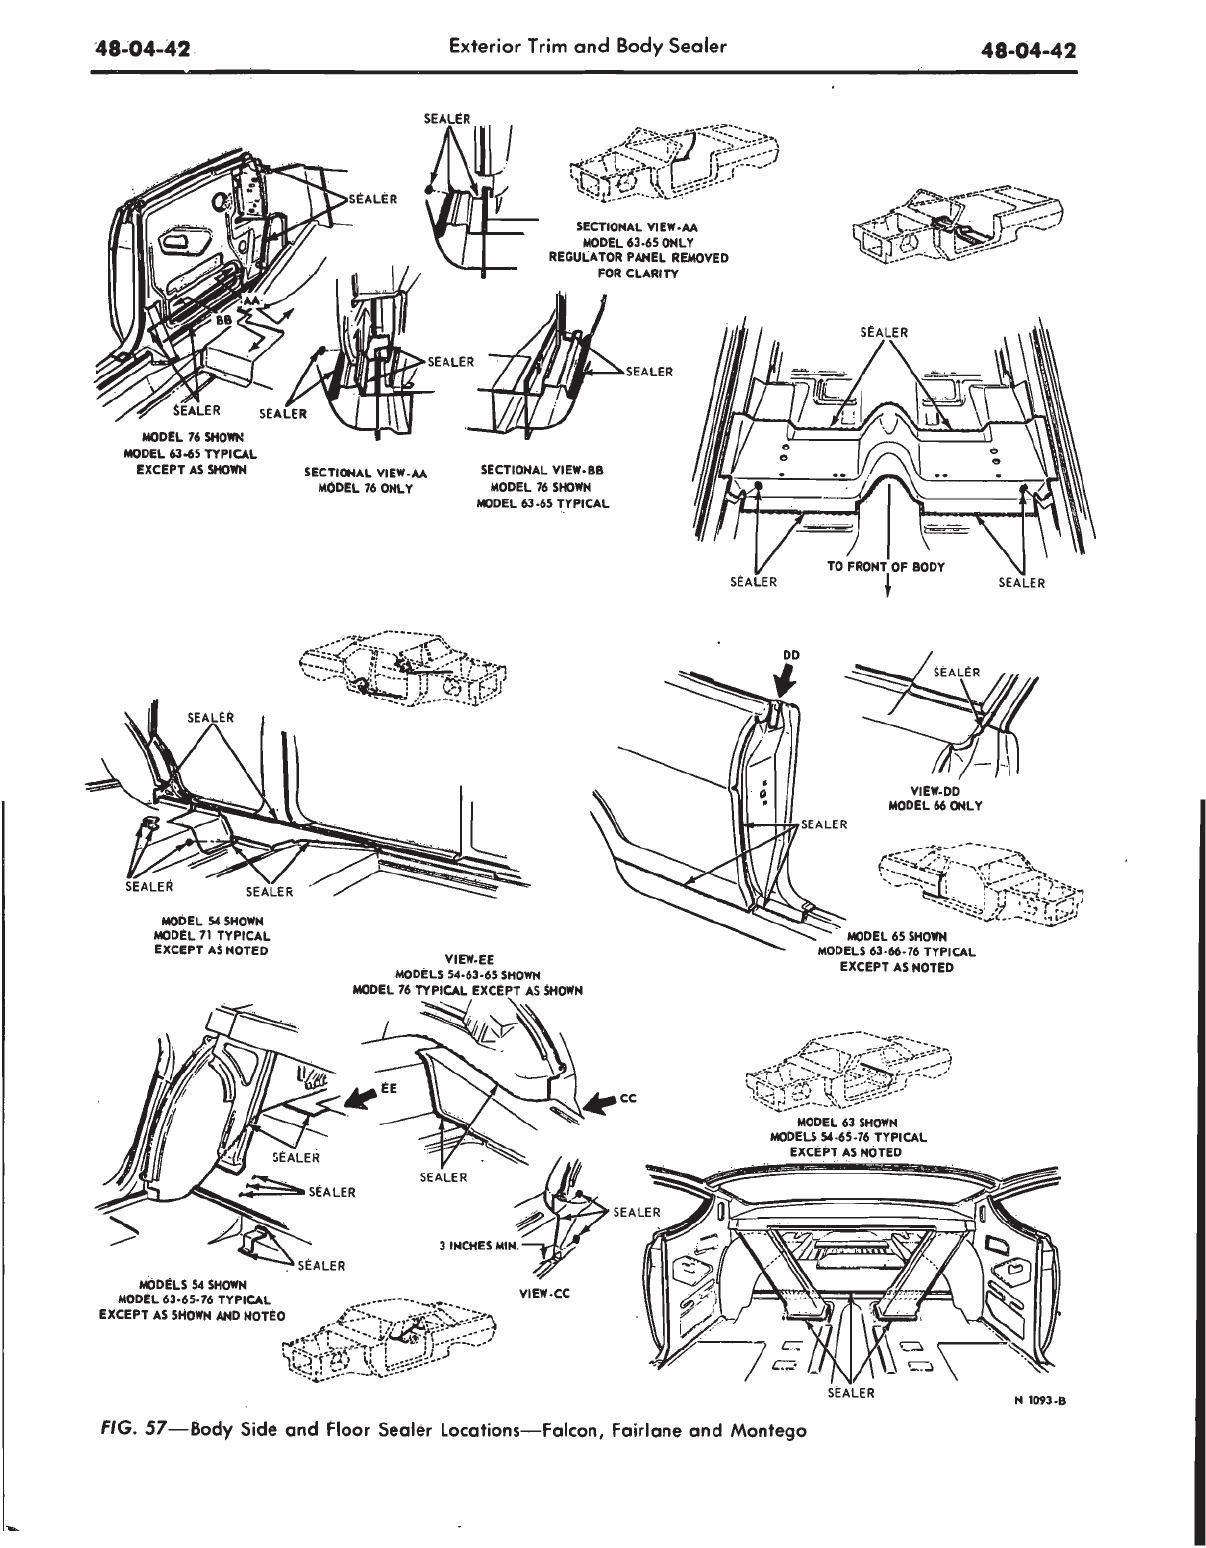 48-04-42
Exterior Trim and Body Sealer
48-04-42
SEALER
SEALER
SECTIONAL VIEW-AA
MODEL 63-65 ONLY
REGULATOR PANEL REMOVED
FOR CLARITY
AA
BB
SEALER
MODEL 76 SHOWN
MODEL 63-65 TYPICAL
EXCEPT AS SHOWN
SEALER
SEALER
SECTIONAL VIEW-AA
MODEL 76 ONLY
SEALER
SECTIONAL VIEW-BB
MODEL 76 SHOWN
MODEL 63-65 TYPICAL
SEALER
TO FRONT OF BODY
SEALER
SEALER
SEALER
SEALER
SEALER
MODEL 54 SHOWN
MODEL 71 TYPICAL
EXCEPT AS NOTED
DD
SEALER
VIEW-DD
MODEL 66 ONLY
SEALER
MODEL 65 SHOWN
MODELS 63-66-76 TYPICAL
EXCEPT AS NOTED
VIEW-EE
MODELS 54-63-65 SHOWN
MODEL 76 TYPICAL EXCEPT AS SHOWN
EE
CC
SEALER
SEALER
SEALER
SEALER
SEALER
3 INCHES MIN.
VIEW-CC
MODELS 54 SHOWN
MODEL 63-65-76 TYPICAL
EXCEPT AS SHOWN AND NOTED
MODEL 63 SHOWN
MODELS 54-65-76 TYPICAL
EXCEPT AS NOTED
SEALER
N 1093-B
FIG. 57—Body Side and Floor Sealer Locations—Falcon, Fairlane and Montego